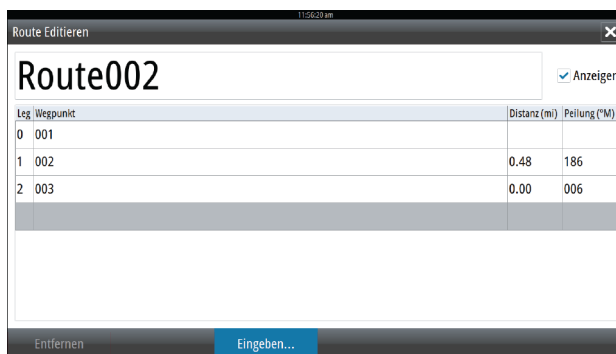 11:56:20 am
Route Editieren
Route002
Anzeigen
Leg Wegpunkt Distanz (mi) Peilung (°M)
0 001
1 002 0.48 186
2 003 0.00 006
Entfernen Eingeben...